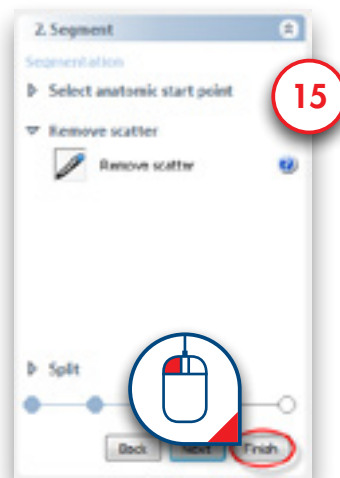 2. Segment
Segmentation
Select anatomic start point
15
Remove scatter
Remove scatter
Split
Back Next Finish